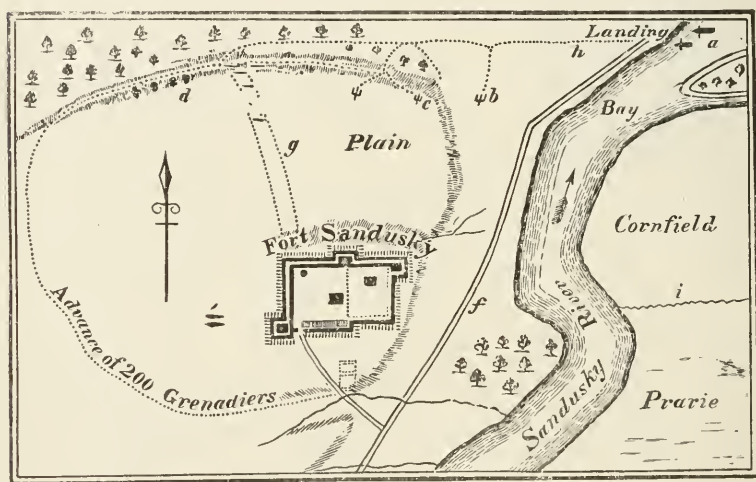 Landing
a
h
d
ψ
ψc
ψb
Bay
g
Plain
Fort Sandusky
Cornfield
é
f
River
i
Advance of 200 Grenadiers
Sandusky
Prarie